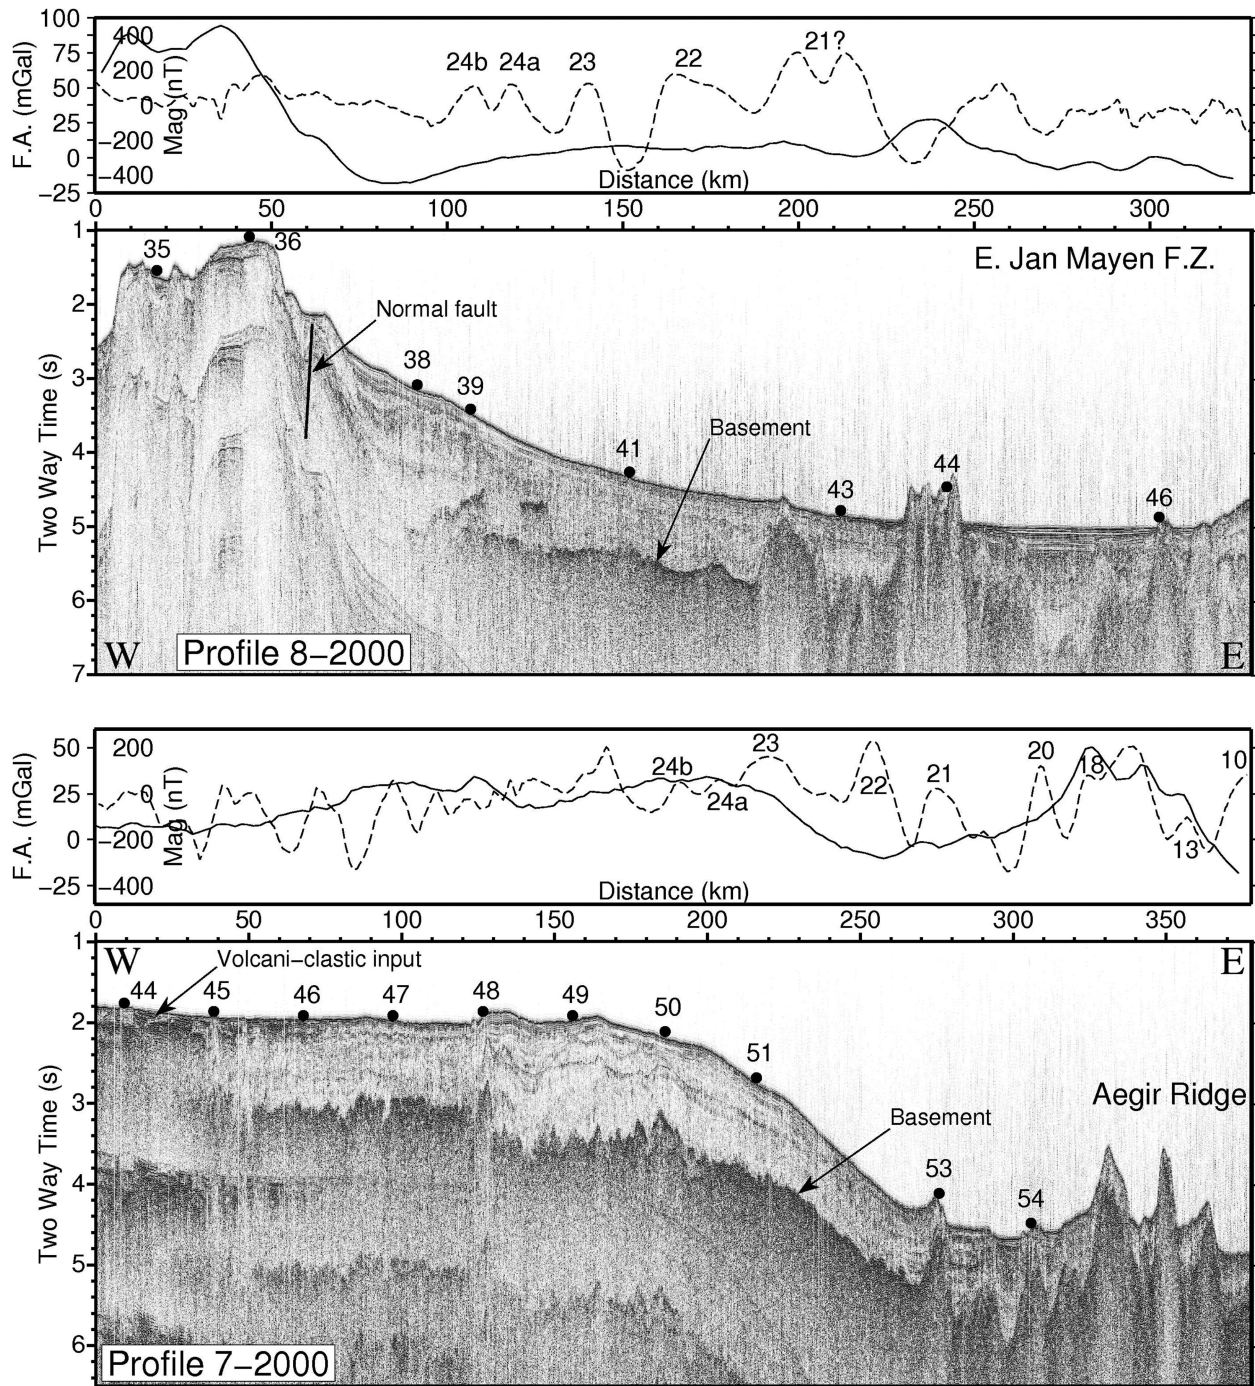 100
75
50
25
0
−25
F.A. (mGal)
400
200
0
−200
−400
Mag (nT)
24b 24a 23 22 21?
Distance (km)
0 50 100 150 200 250 300
1
2
3
4
5
6
7
Two Way Time (s)
35 36
E. Jan Mayen F.Z.
Normal fault
38
39
Basement
41
43
44
46
W
Profile 8−2000
E
50
25
0
−25
F.A. (mGal)
200
0
−200
−400
Mag (nT)
24b
24a
23
22
21
20
18
13
10
Distance (km)
0 50 100 150 200 250 300 350
1
2
3
4
5
6
Two Way Time (s)
W
E
Volcani−clastic input
44 45 46 47 48 49 50
51
Aegir Ridge
Basement
53
54
Profile 7−2000